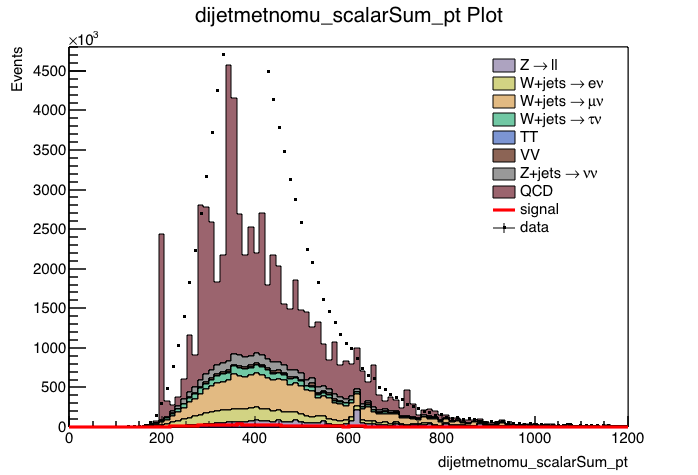 dijetmetnomu_scalarSum_pt Plot
×10³
Events
4500
4000
3500
3000
2500
2000
1500
1000
500
0
0 200 400 600 800 1000 1200
dijetmetnomu_scalarSum_pt
Z → ll
W+jets → eν
W+jets → μν
W+jets → τν
TT
VV
Z+jets → νν
QCD
signal
data